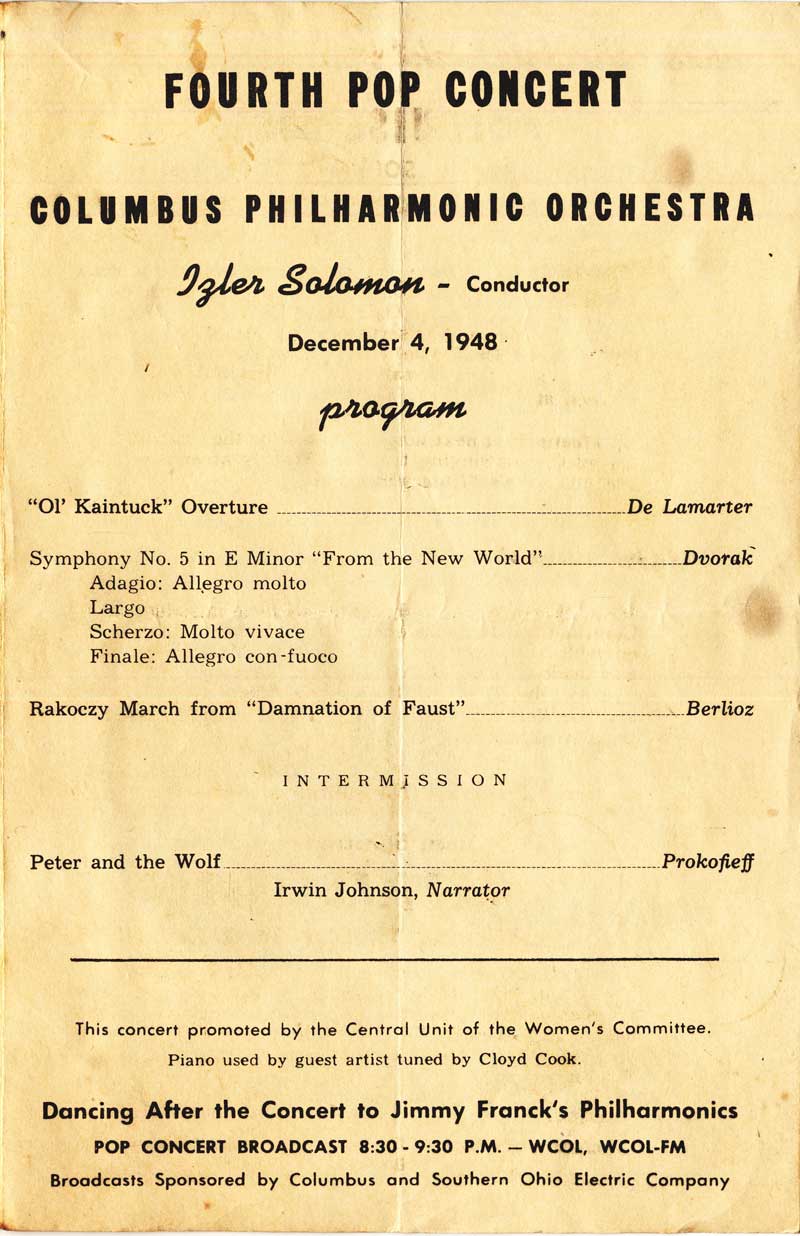 FOURTH POP CONCERT
COLUMBUS PHILHARMONIC ORCHESTRA
Izler Solomon - Conductor
December 4, 1948
program
"Ol' Kaintuck" Overture ........ De Lamarter
Symphony No. 5 in E Minor "From the New World" ........ Dvorak
Adagio: Allegro molto
Largo
Scherzo: Molto vivace
Finale: Allegro con-fuoco
Rakoczy March from "Damnation of Faust" ........ Berlioz
INTERMISSION
Peter and the Wolf ........ Prokofieff
Irwin Johnson, Narrator
This concert promoted by the Central Unit of the Women's Committee.
Piano used by guest artist tuned by Cloyd Cook.
Dancing After the Concert to Jimmy Franck's Philharmonics
POP CONCERT BROADCAST 8:30 - 9:30 P.M. — WCOL, WCOL-FM
Broadcasts Sponsored by Columbus and Southern Ohio Electric Company